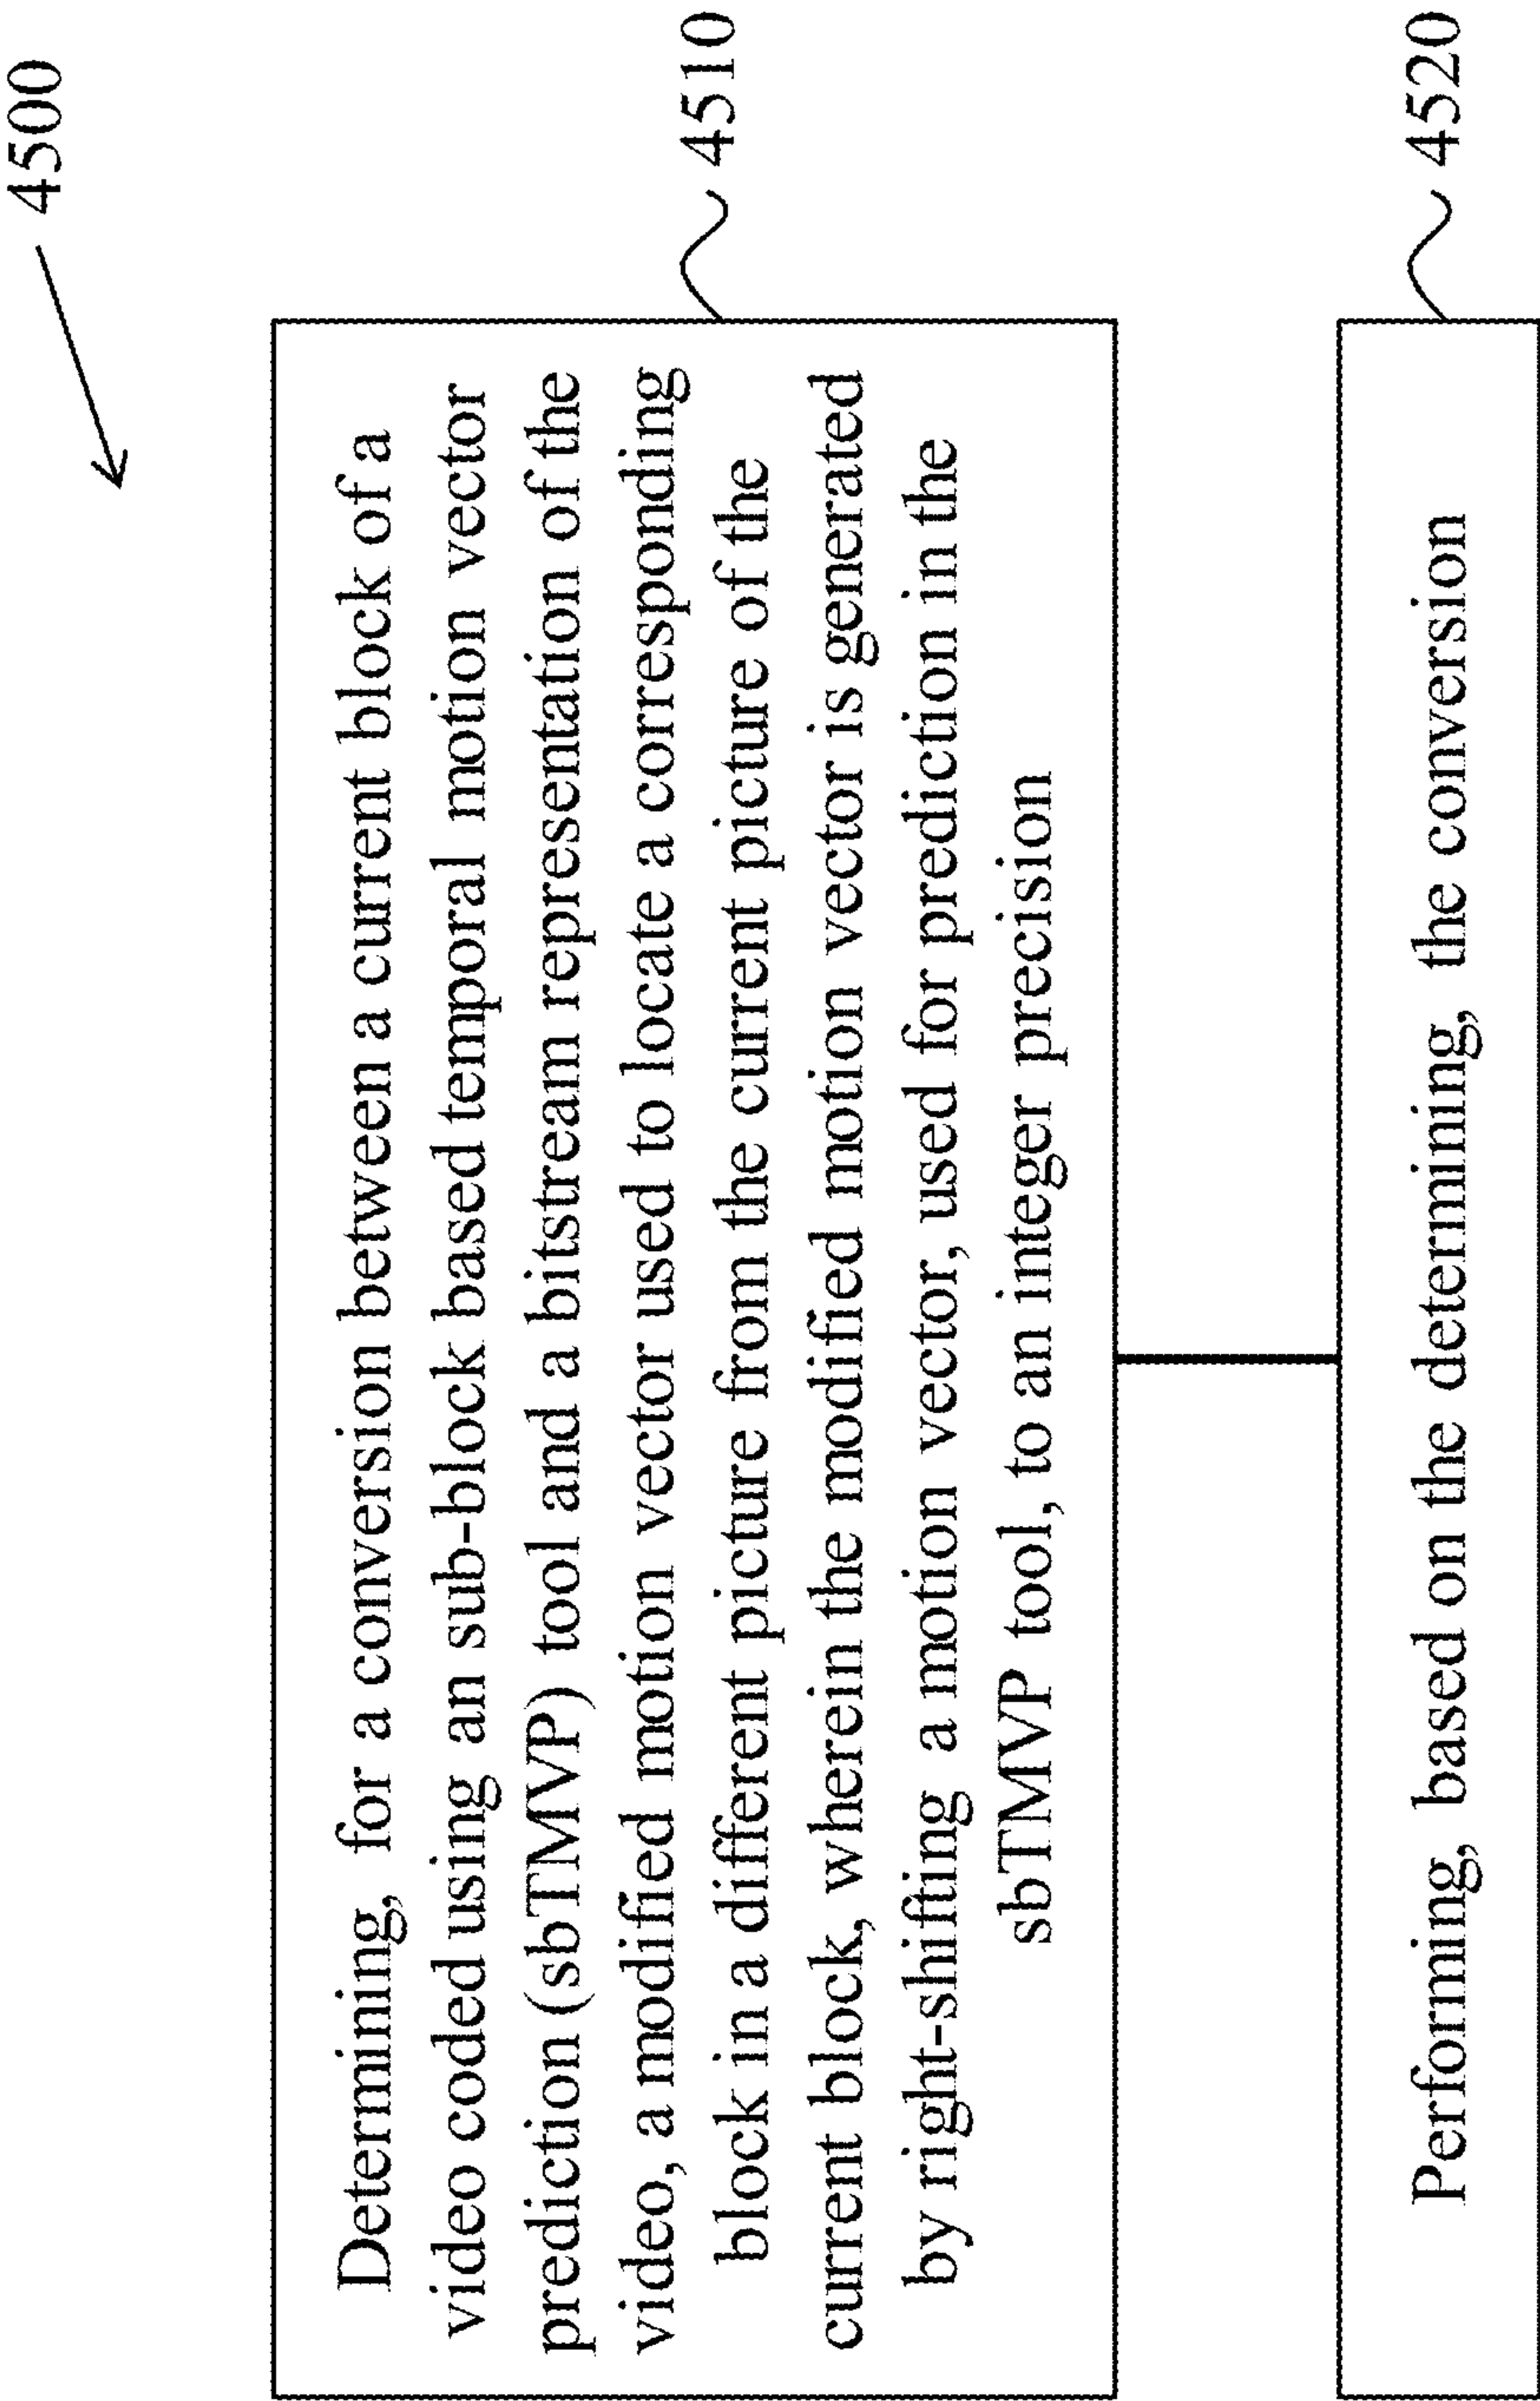 4500
Determining, for a conversion between a current block of a
video coded using an sub-block based temporal motion vector
prediction (sbTMVP) tool and a bitstream representation of the
video, a modified motion vector used to locate a corresponding
block in a different picture from the current picture of the
current block, wherein the modified motion vector is generated
by right-shifting a motion vector, used for prediction in the
sbTMVP tool, to an integer precision
4510
Performing, based on the determining, the conversion
4520